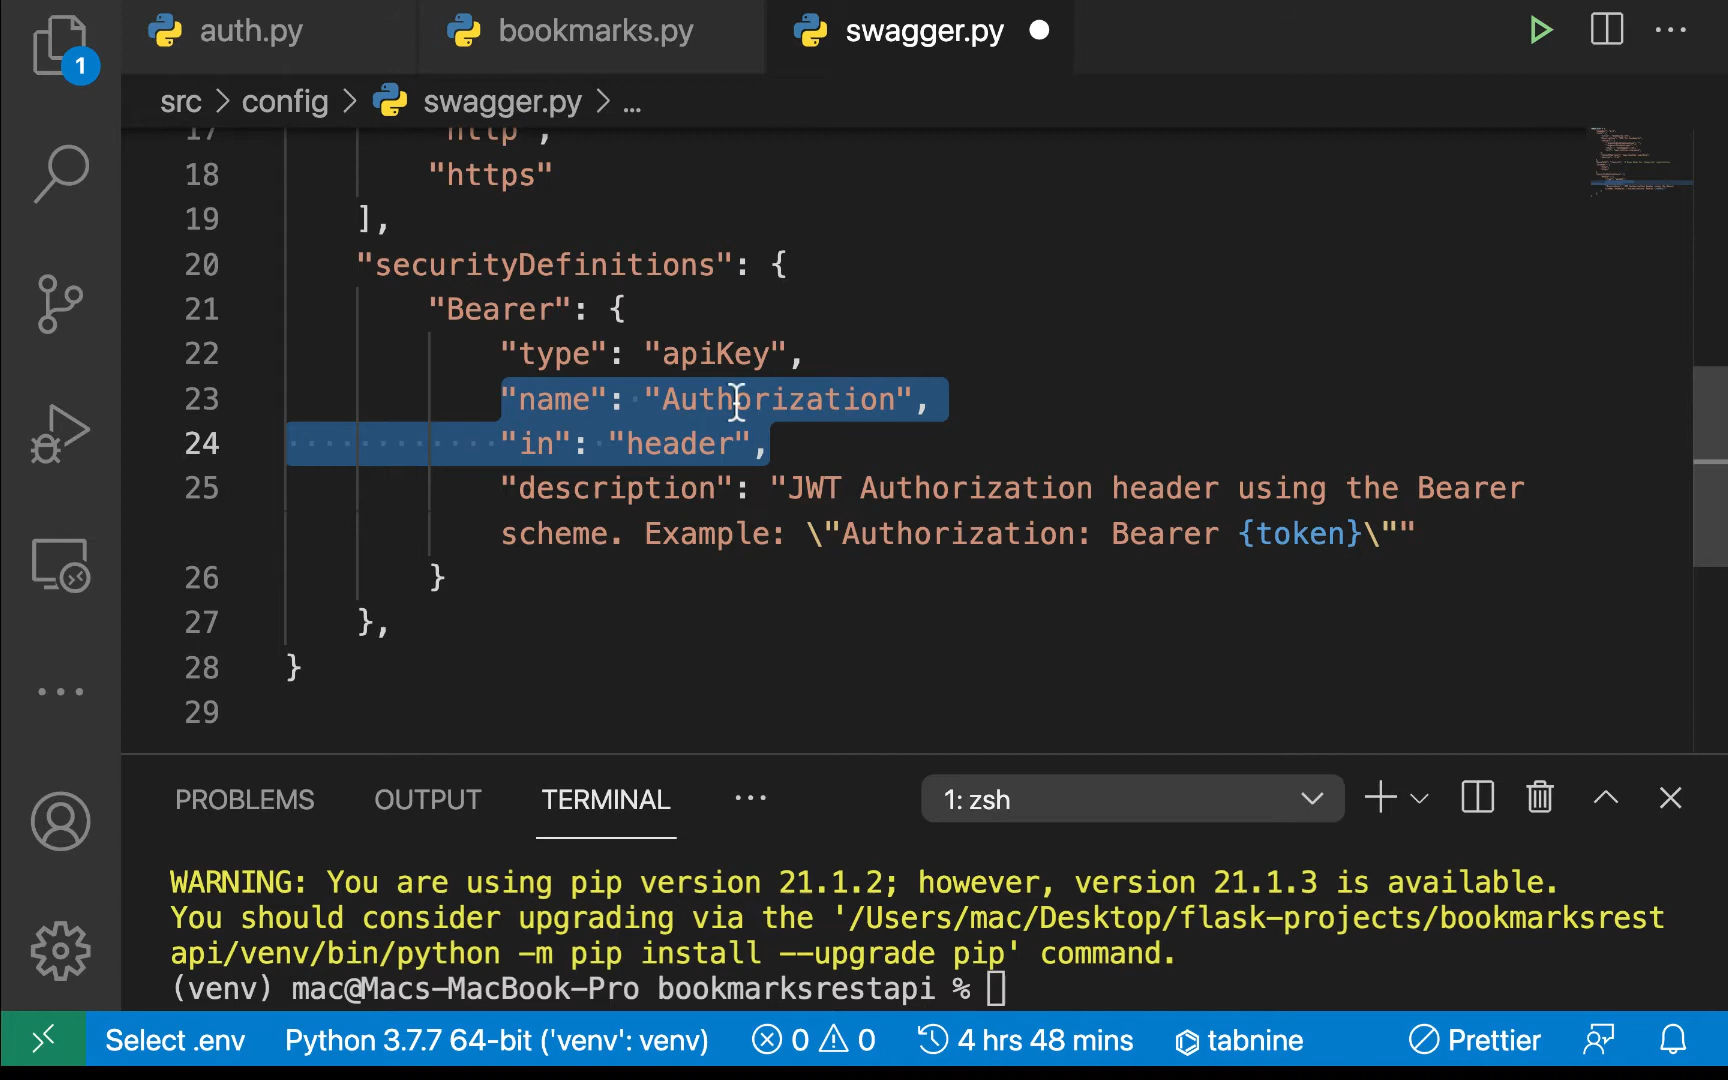 1
auth.py
bookmarks.py
swagger.py
src > config > swagger.py > ...
17 "http",
18 "https"
19 ],
20 "securityDefinitions": {
21 "Bearer": {
22 "type": "apiKey",
23 "name": "Authorization",
24 "in": "header",
25 "description": "JWT Authorization header using the Bearer
scheme. Example: \"Authorization: Bearer {token}\""
26 }
27 },
28 }
29
PROBLEMS OUTPUT TERMINAL ... 1: zsh
WARNING: You are using pip version 21.1.2; however, version 21.1.3 is available.
You should consider upgrading via the '/Users/mac/Desktop/flask-projects/bookmarksrest
api/venv/bin/python -m pip install --upgrade pip' command.
(venv) mac@Macs-MacBook-Pro bookmarksrestapi %
Select .env Python 3.7.7 64-bit ('venv': venv) 0 0 4 hrs 48 mins tabnine Prettier